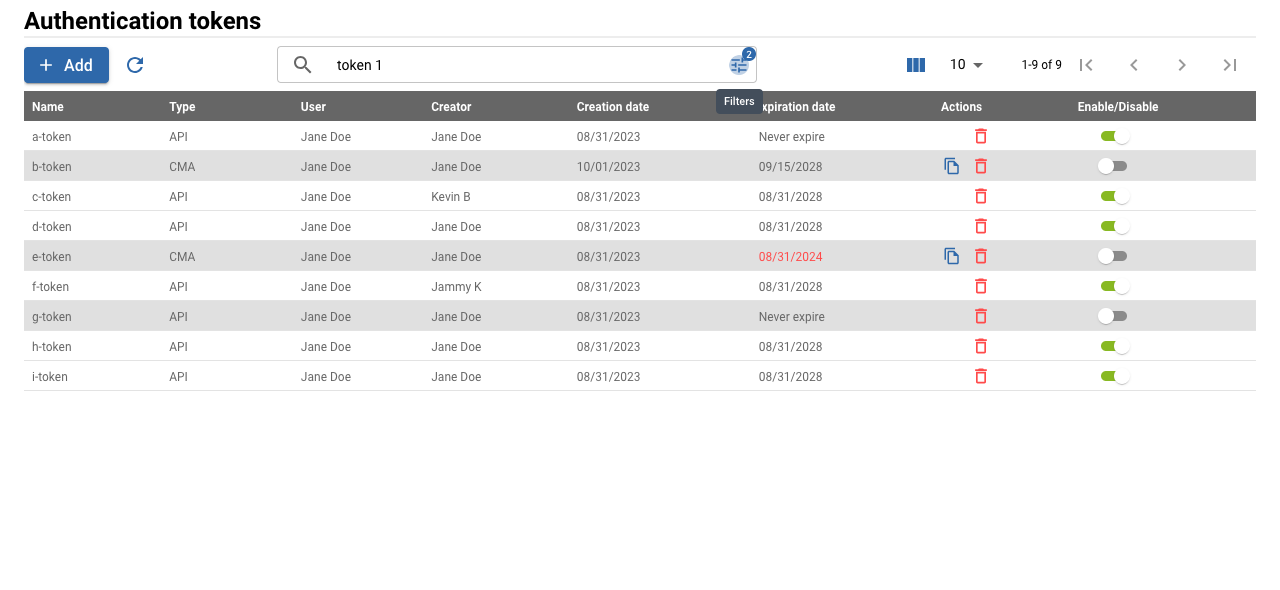 Authentication tokens
Add token 1 2 10 1-9 of 9
Filters
Name Type User Creator Creation date xpiration date Actions Enable/Disable
a-token API Jane Doe Jane Doe 08/31/2023 Never expire
b-token CMA Jane Doe Jane Doe 10/01/2023 09/15/2028
c-token API Jane Doe Kevin B 08/31/2023 08/31/2028
d-token API Jane Doe Jane Doe 08/31/2023 08/31/2028
e-token CMA Jane Doe Jane Doe 08/31/2023 08/31/2024
f-token API Jane Doe Jammy K 08/31/2023 08/31/2028
g-token API Jane Doe Jane Doe 08/31/2023 Never expire
h-token API Jane Doe Jane Doe 08/31/2023 08/31/2028
i-token API Jane Doe Jane Doe 08/31/2023 08/31/2028